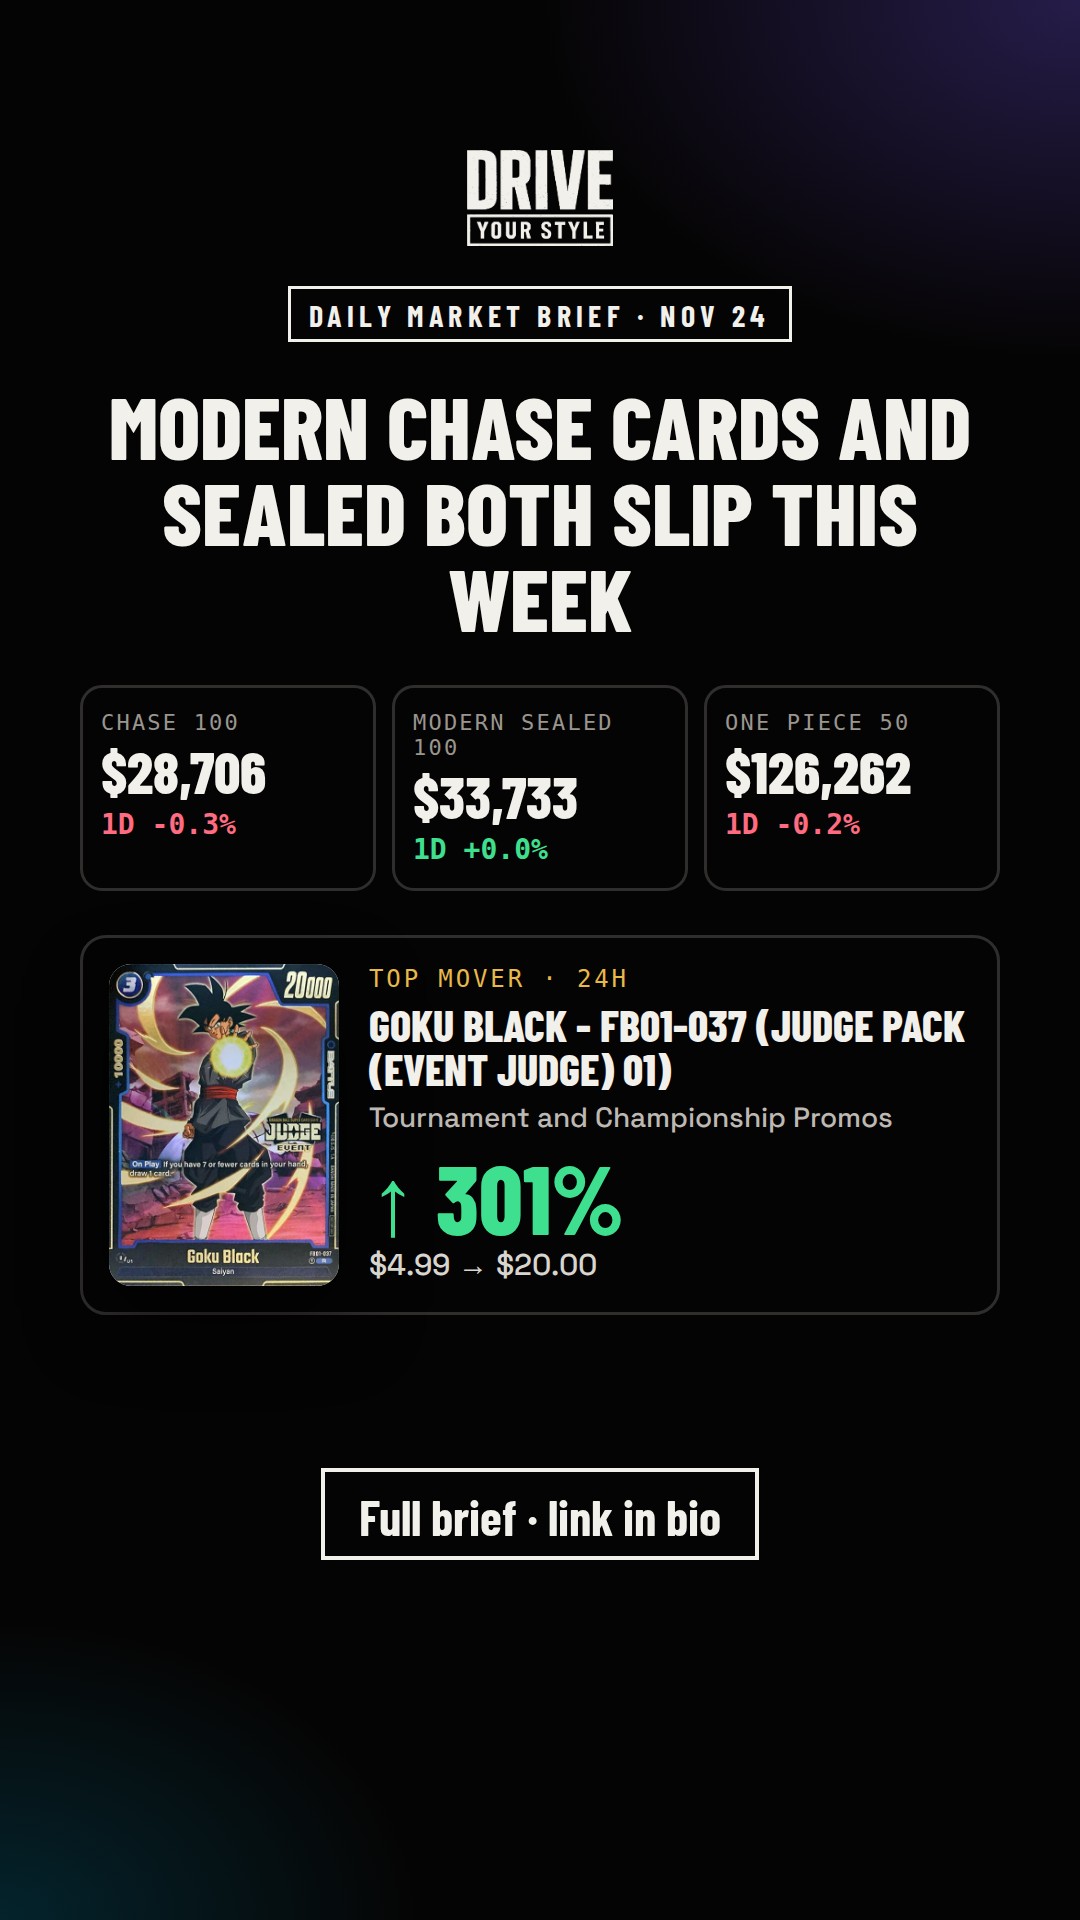 DRIVE
YOUR STYLE
DAILY MARKET BRIEF · NOV 24
MODERN CHASE CARDS AND
SEALED BOTH SLIP THIS
WEEK
CHASE 100
$28,706
1D -0.3%
MODERN SEALED
100
$33,733
1D +0.0%
ONE PIECE 50
$126,262
1D -0.2%
3
20000
+10000
BATTLE
JUDGE
EVENT
On Play If you have 7 or fewer cards in your hand,
draw 1 card.
Goku Black
Saiyan
FB01-037
TOP MOVER · 24H
GOKU BLACK - FB01-037 (JUDGE PACK
(EVENT JUDGE) 01)
Tournament and Championship Promos
↑ 301%
$4.99 → $20.00
Full brief · link in bio